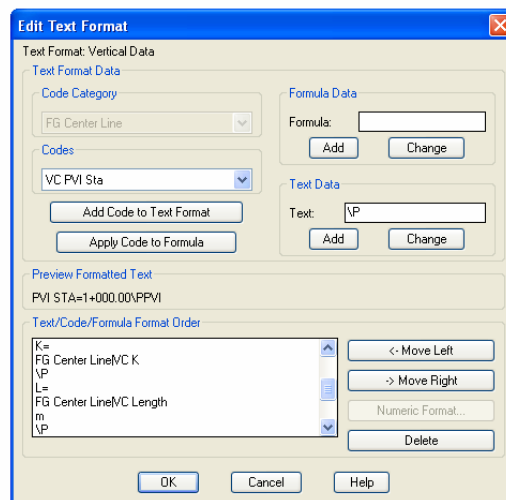 Edit Text Format
Text Format: Vertical Data
Text Format Data
Code Category
FG Center Line
Codes
VC PVI Sta
Add Code to Text Format
Apply Code to Formula
Formula Data
Formula:
Add Change
Text Data
Text: \P
Add Change
Preview Formatted Text
PVI STA=1+000.00\PPVI
Text/Code/Formula Format Order
K=
FG Center Line|VC K
\P
L=
FG Center Line|VC Length
m
\P
<- Move Left
-> Move Right
Numeric Format...
Delete
OK Cancel Help